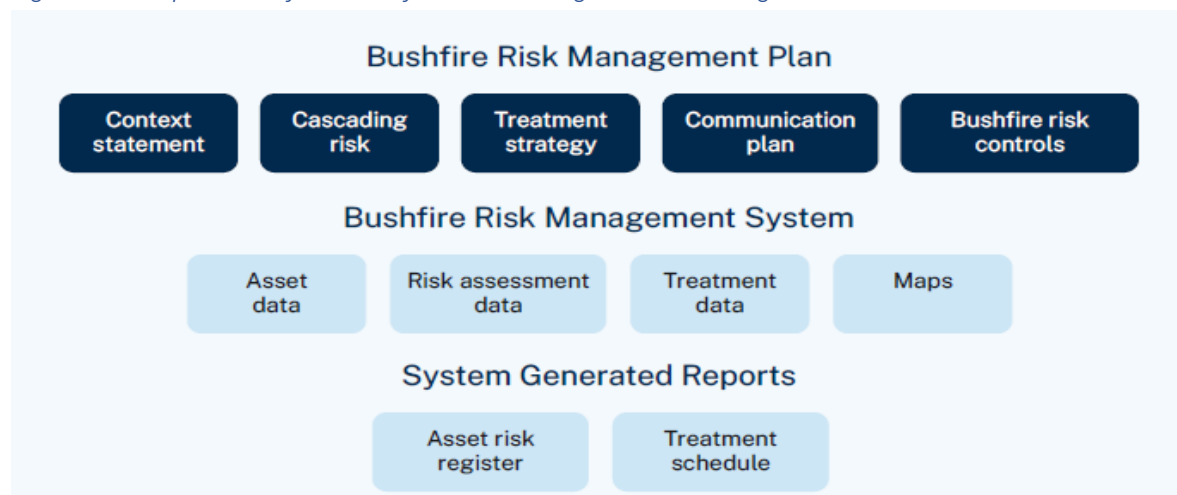 Bushfire Risk Management Plan
Context
statement
Cascading
risk
Treatment
strategy
Communication
plan
Bushfire risk
controls
Bushfire Risk Management System
Asset
data
Risk assessment
data
Treatment
data
Maps
System Generated Reports
Asset risk
register
Treatment
schedule